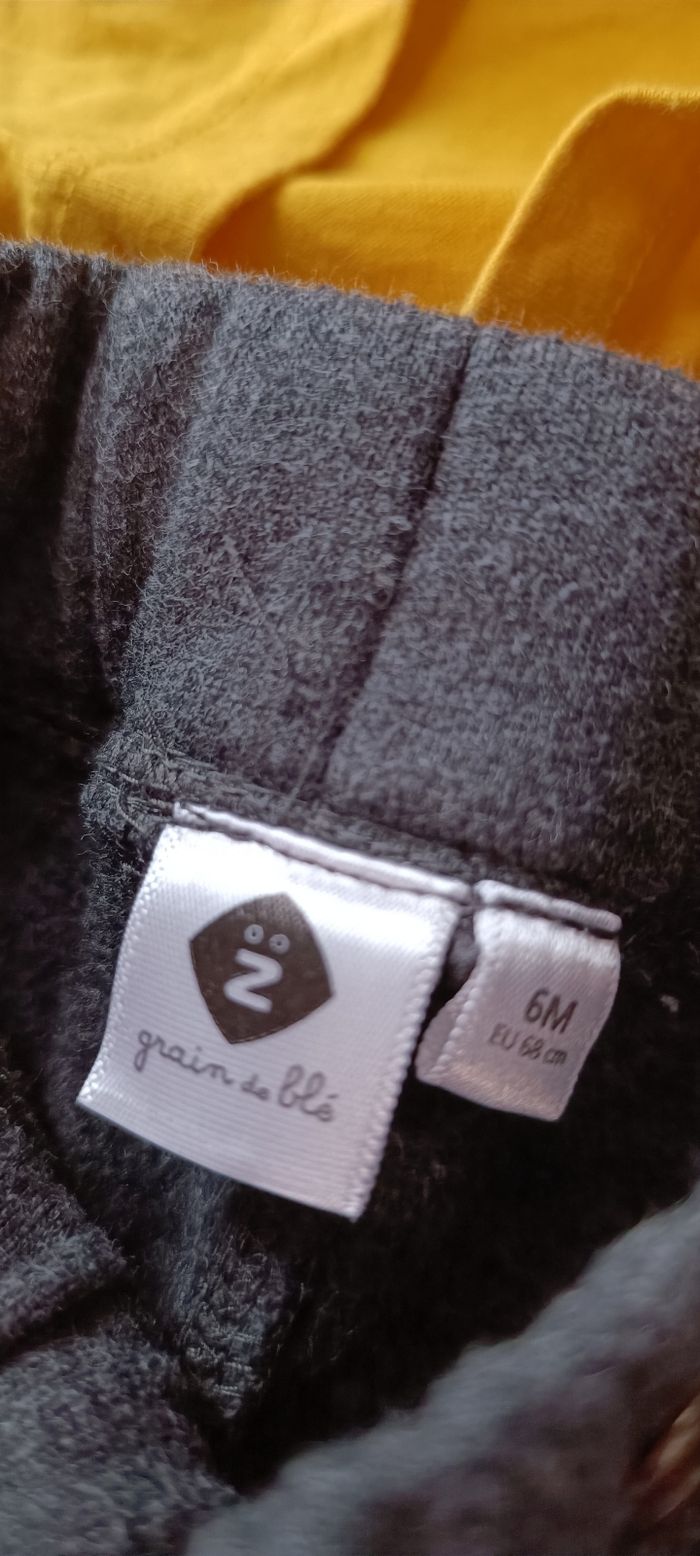 Z
grain de blé
6M
EU 68 cm